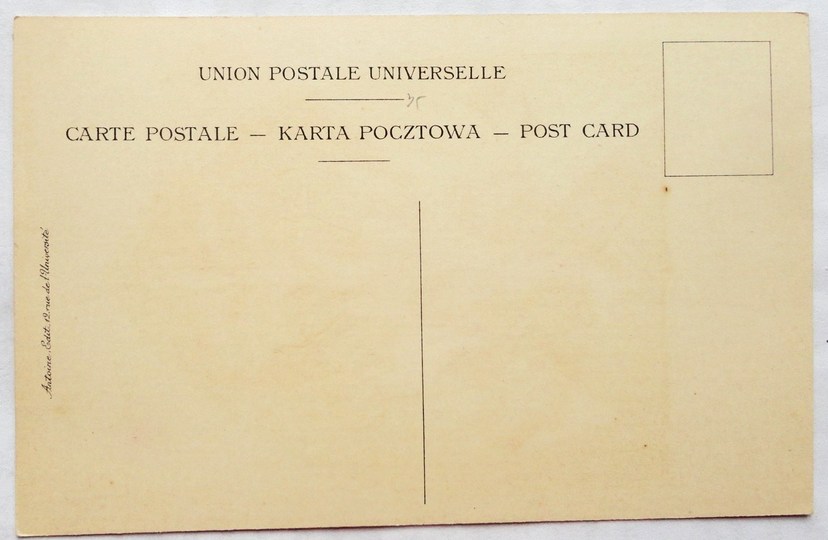 UNION POSTALE UNIVERSELLE
35
CARTE POSTALE — KARTA POCZTOWA — POST CARD
Antoine. Edit. 12. rue de l'Université